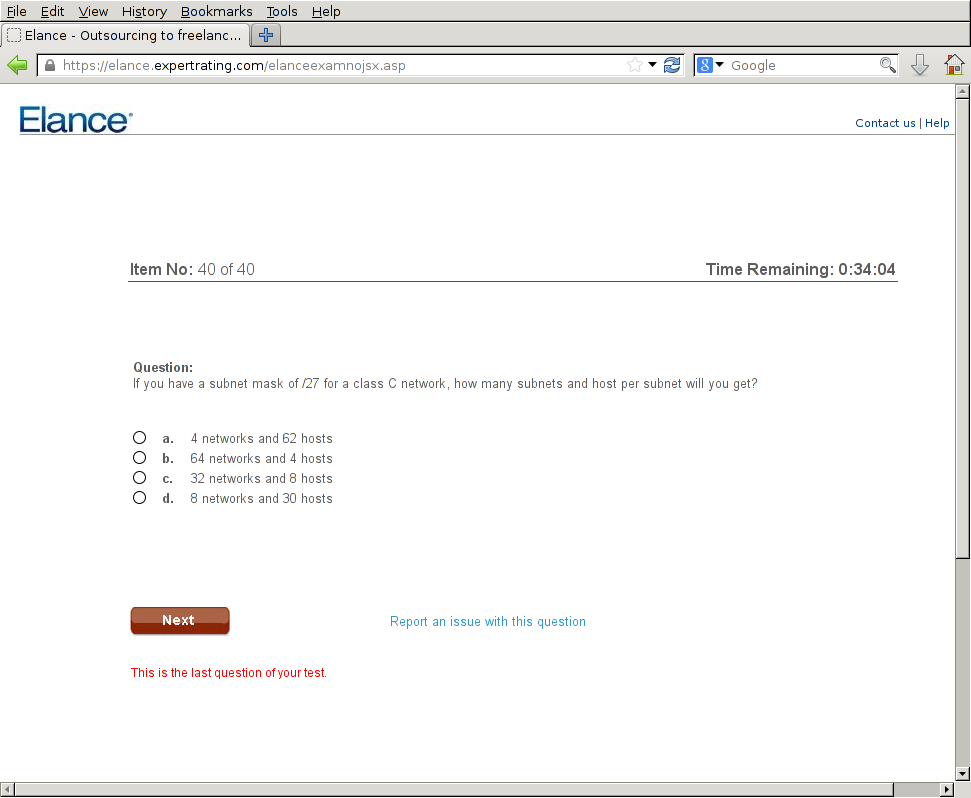 File Edit View History Bookmarks Tools Help
Elance - Outsourcing to freelanc...
https://elance.expertrating.com/elanceexamnojsx.asp
8 Google
Elance
Contact us | Help
Item No: 40 of 40
Time Remaining: 0:34:04
Question:
If you have a subnet mask of /27 for a class C network, how many subnets and host per subnet will you get?
a. 4 networks and 62 hosts
b. 64 networks and 4 hosts
c. 32 networks and 8 hosts
d. 8 networks and 30 hosts
Next
Report an issue with this question
This is the last question of your test.